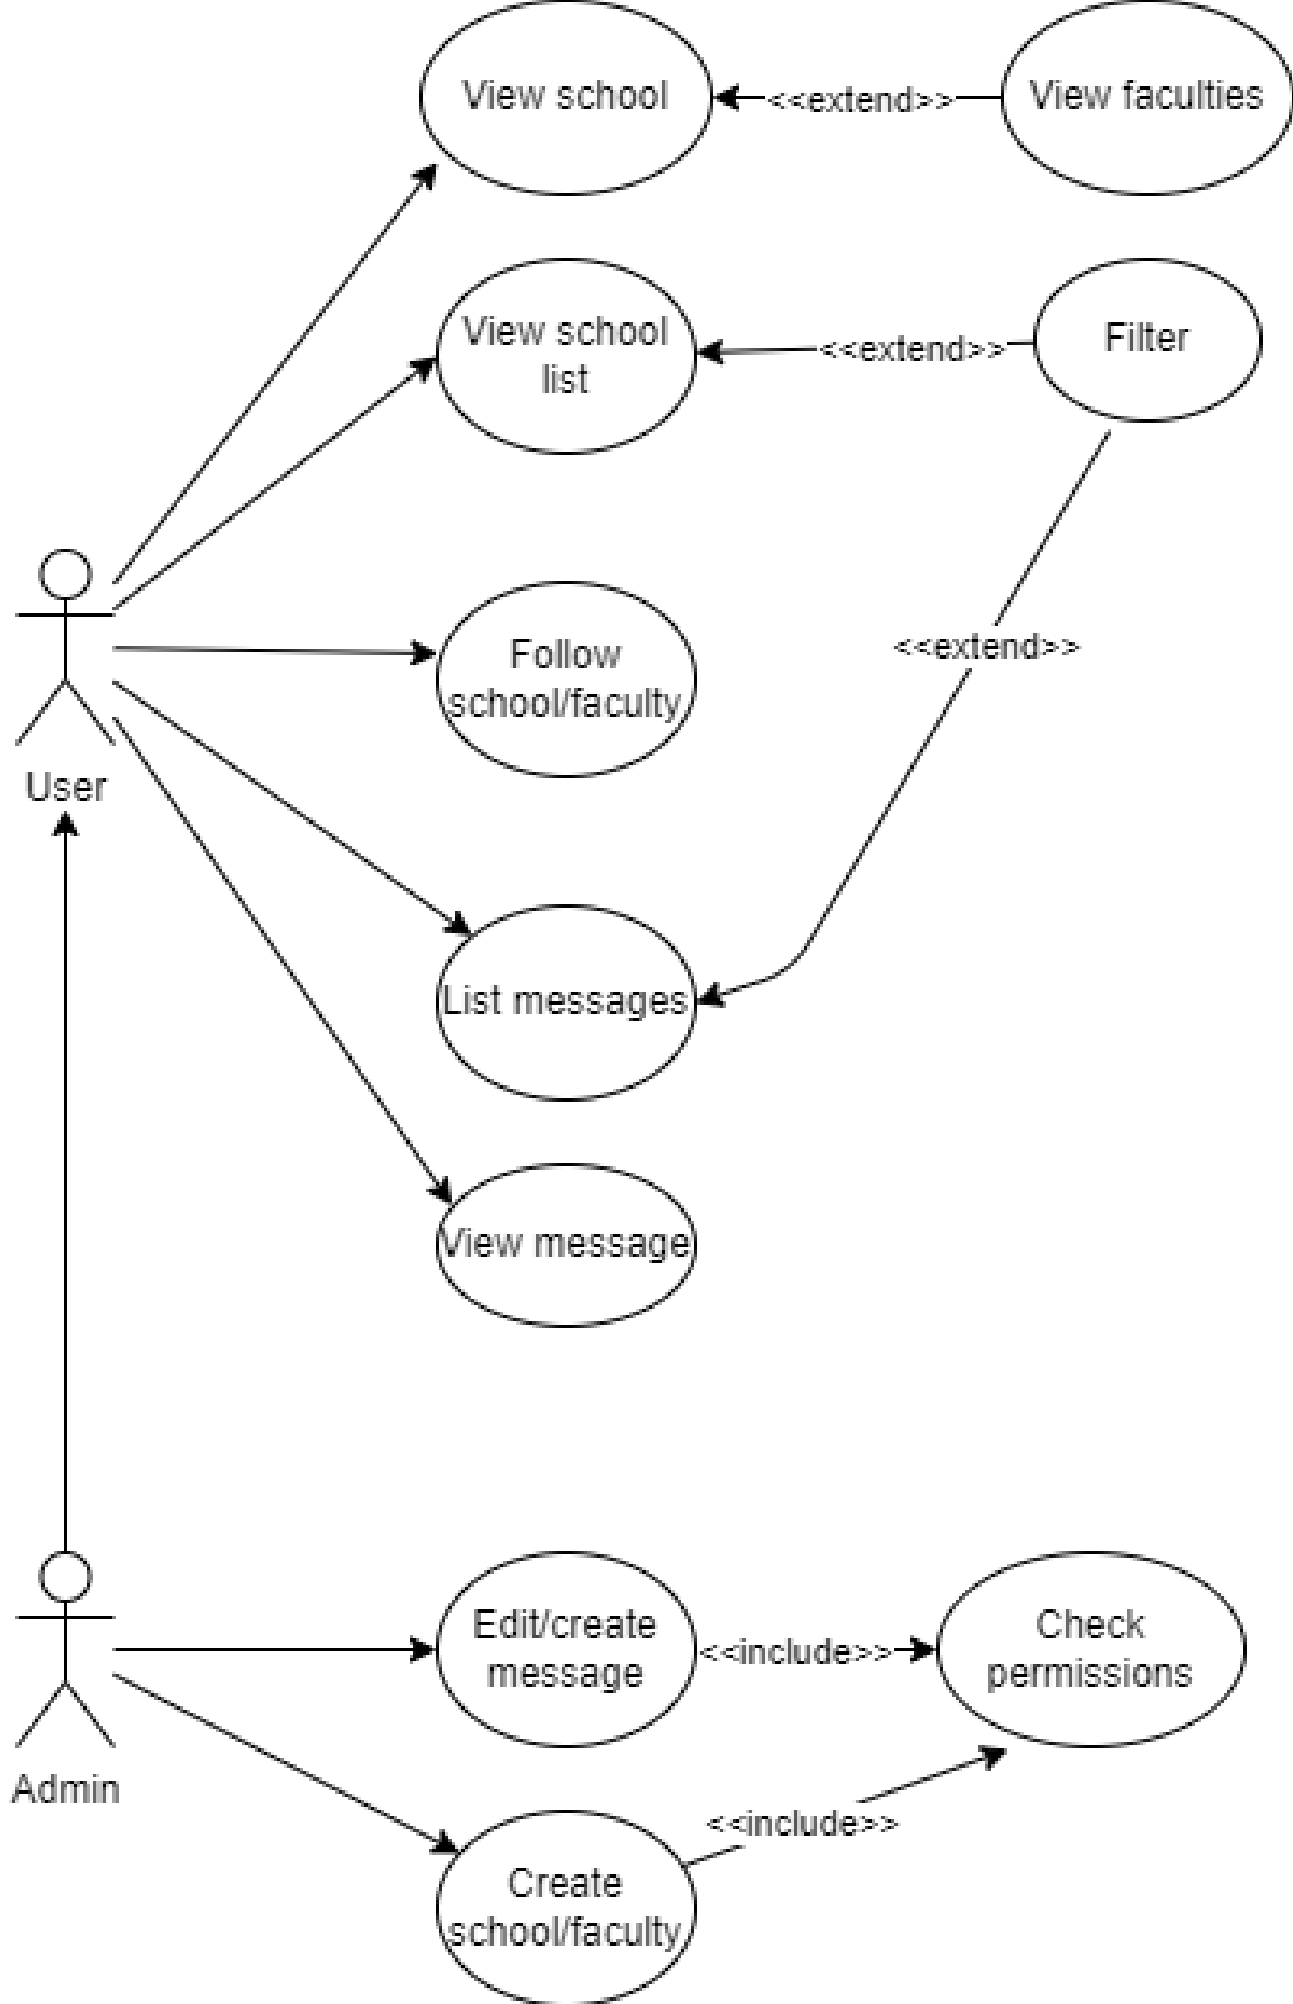 View school
<<extend>>
View faculties
View school
list
<<extend>>
Filter
Follow
school/faculty
<<extend>>
User
List messages
View message
Edit/create
message
<<include>>
Check
permissions
Admin
<<include>>
Create
school/faculty